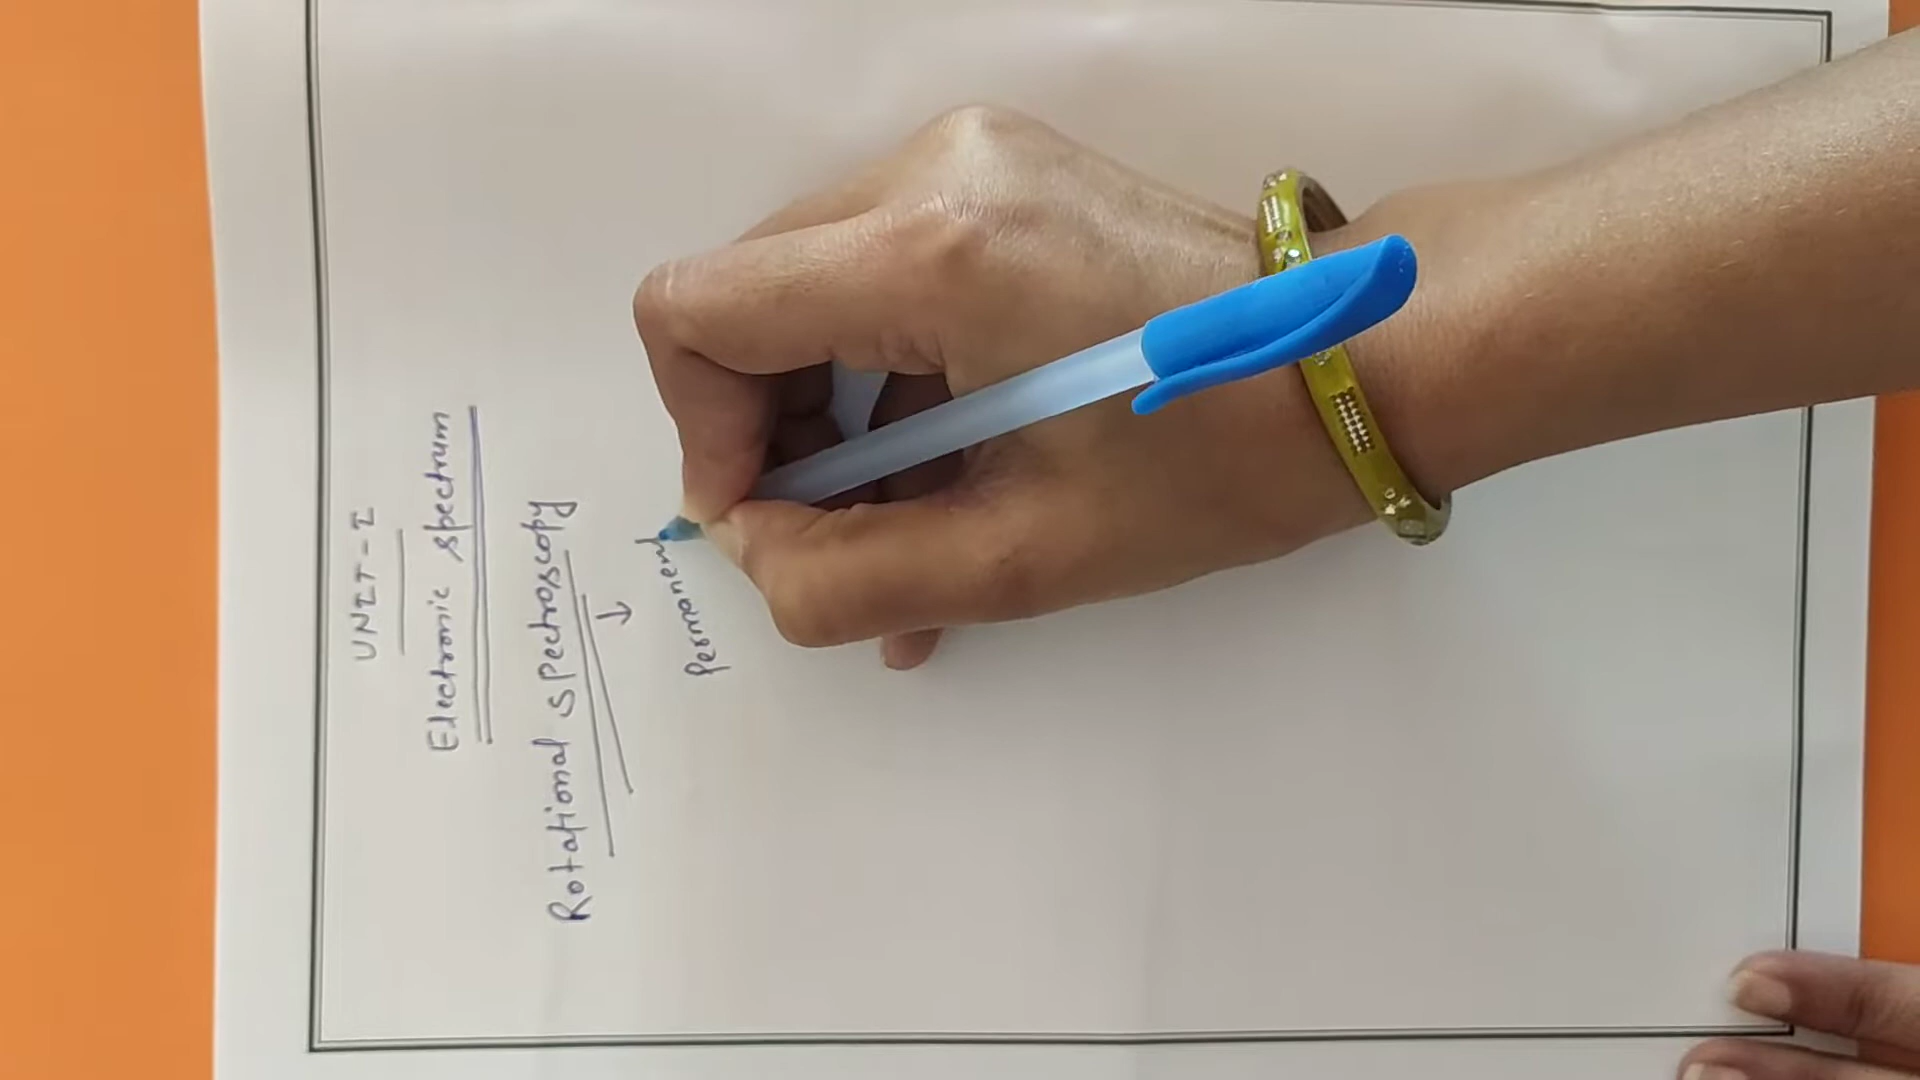 UNIT-I
Electronic spectrum
Rotational spectroscopy
↓
Permanent